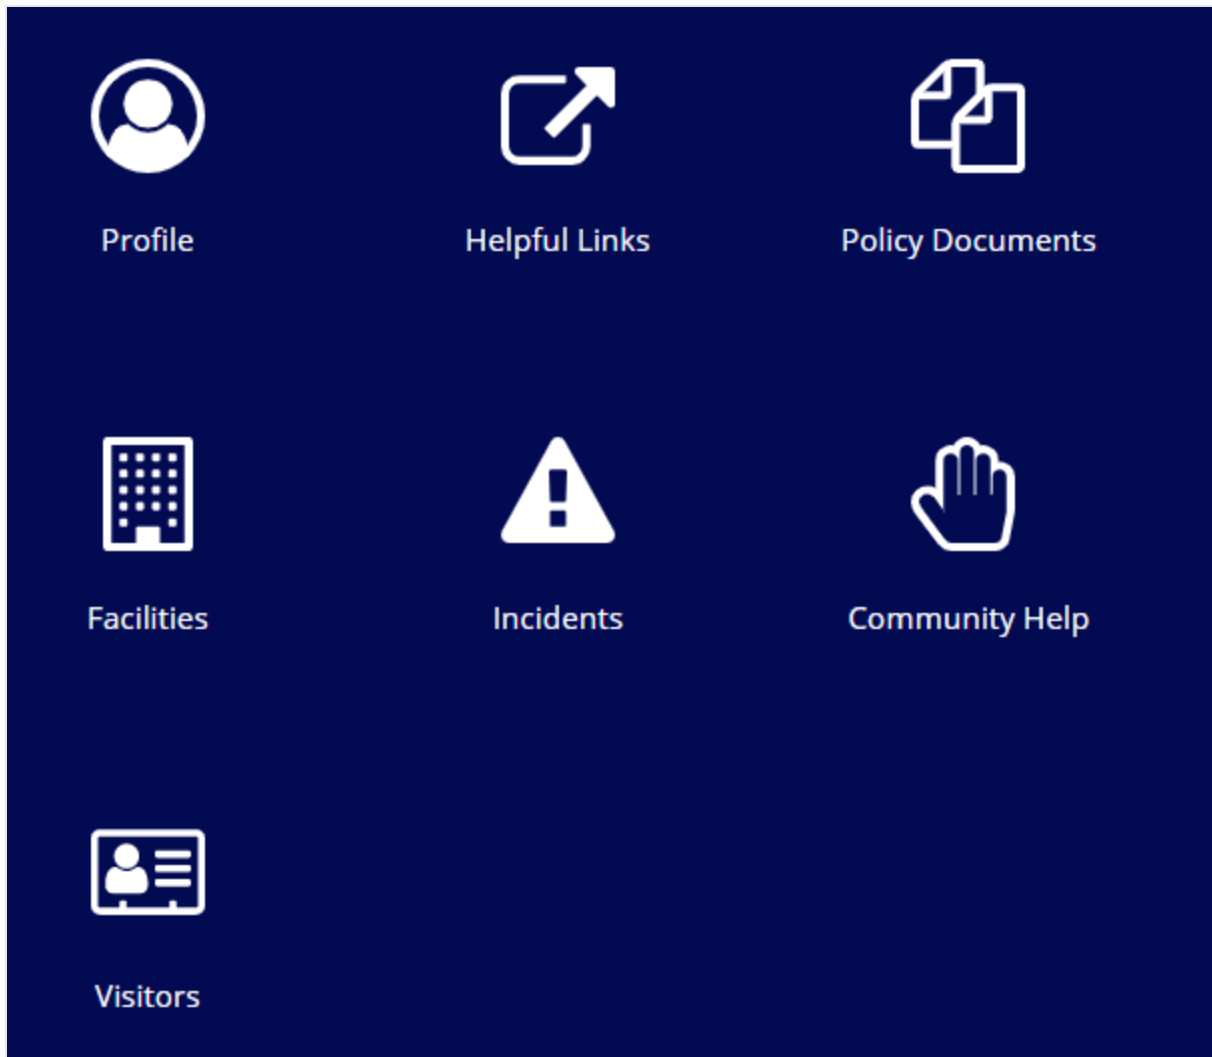 Profile
Helpful Links
Policy Documents
Facilities
Incidents
Community Help
Visitors